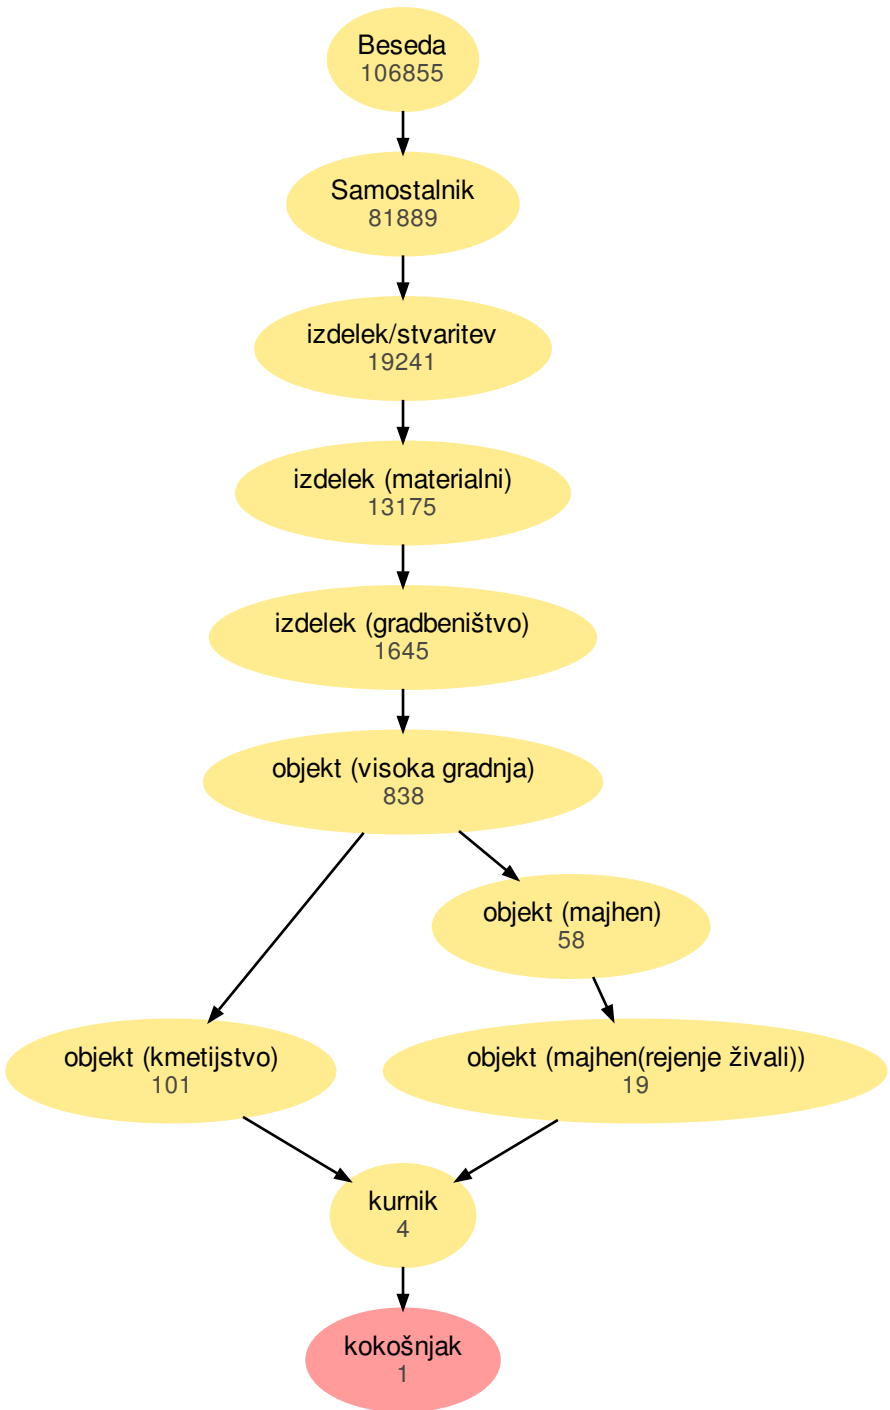 Beseda
106855
Samostalnik
81889
izdelek/stvaritev
19241
izdelek (materialni)
13175
izdelek (gradbeništvo)
1645
objekt (visoka gradnja)
838
objekt (majhen)
58
objekt (kmetijstvo)
101
objekt (majhen(rejenje živali))
19
kurnik
4
kokošnjak
1